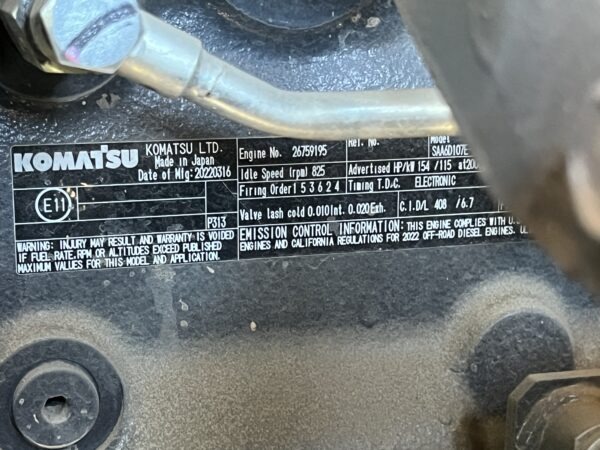 KOMATSU KOMATSU LTD.
Made in Japan
Date of Mfg:20220316
E11
P313
WARNING: INJURY MAY RESULT AND WARRANTY IS VOIDED
IF FUEL RATE.RPM OR ALTITUDES EXCEED PUBLISHED
MAXIMUM VALUES FOR THIS MODEL AND APPLICATION.
Engine No. 26759195 Ref. No. Model
SAA6D107E
Idle Speed (rpm) 825 Advertised HP/kW 154 /115 at200
Firing Order1 5 3 6 2 4 Timing T.D.C. ELECTRONIC
Valve lash cold 0.010Int. 0.020Exh. C.I.D/L 408 /6.7
EMISSION CONTROL INFORMATION: THIS ENGINE COMPLIES WITH U.S.
ENGINES AND CALIFORNIA REGULATIONS FOR 2022 OFF-ROAD DIESEL ENGINES.